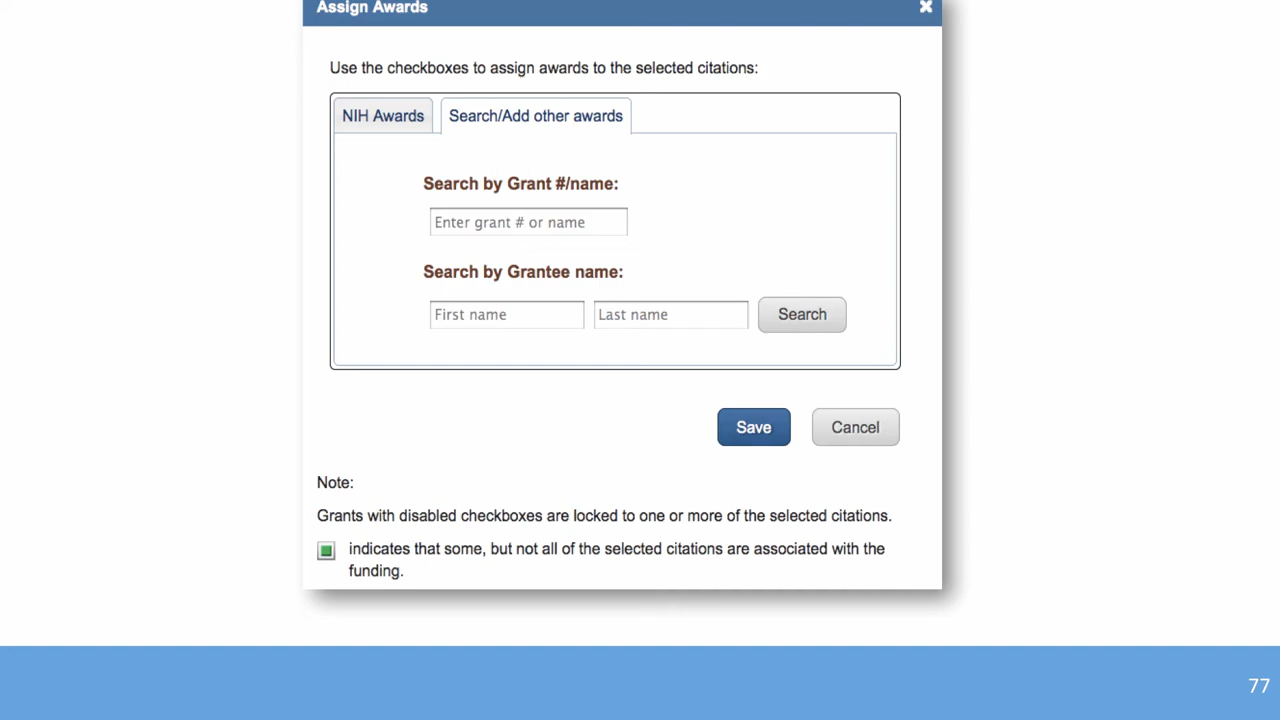 Assign Awards
Use the checkboxes to assign awards to the selected citations:
NIH Awards
Search/Add other awards
Search by Grant #/name:
Enter grant # or name
Search by Grantee name:
First name
Last name
Search
Save
Cancel
Note:
Grants with disabled checkboxes are locked to one or more of the selected citations.
indicates that some, but not all of the selected citations are associated with the
funding.
77